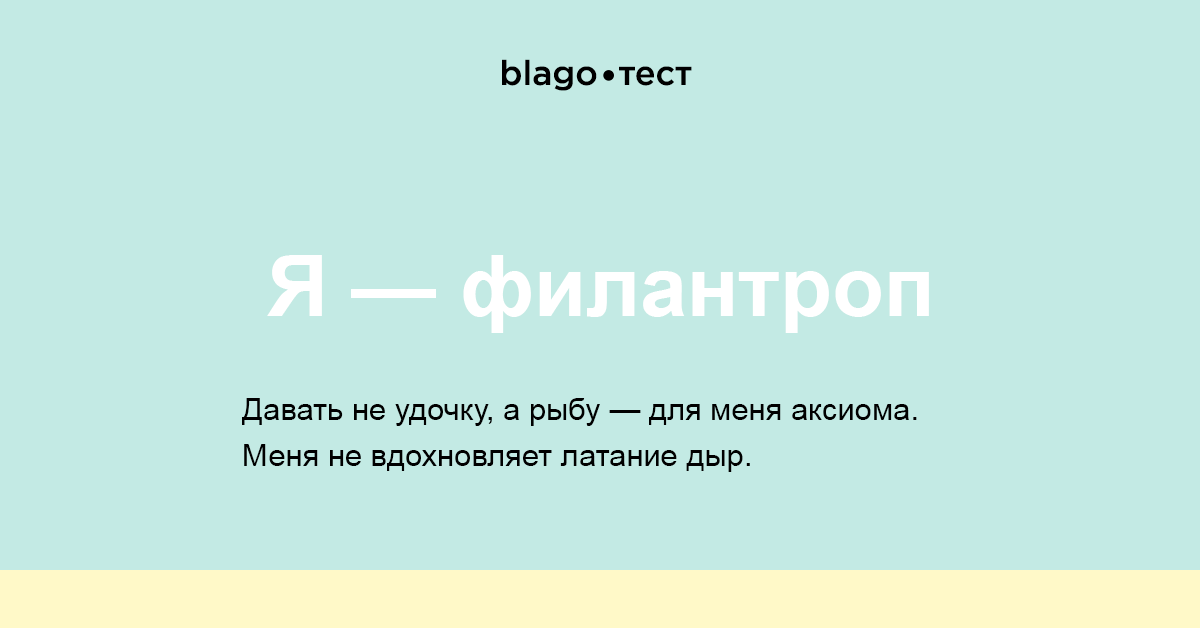 blago•тест
Я — филантроп
Давать не удочку, а рыбу — для меня аксиома.
Меня не вдохновляет латание дыр.